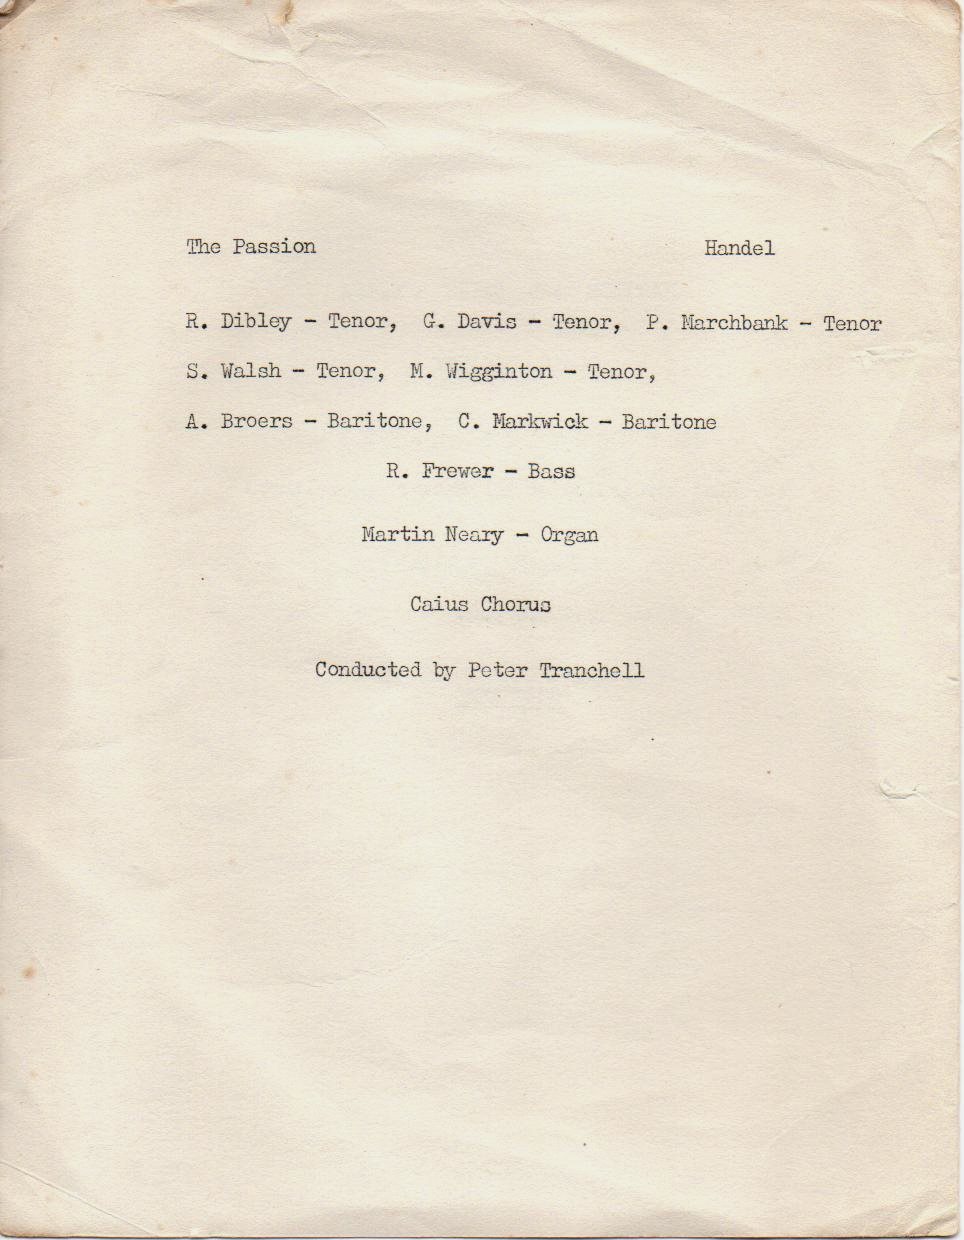 The Passion Handel
R. Dibley - Tenor, G. Davis - Tenor, P. Marchbank - Tenor
S. Walsh - Tenor, M. Wigginton - Tenor,
A. Broers - Baritone, C. Markwick - Baritone
R. Frewer - Bass
Martin Neary - Organ
Caius Chorus
Conducted by Peter Tranchell